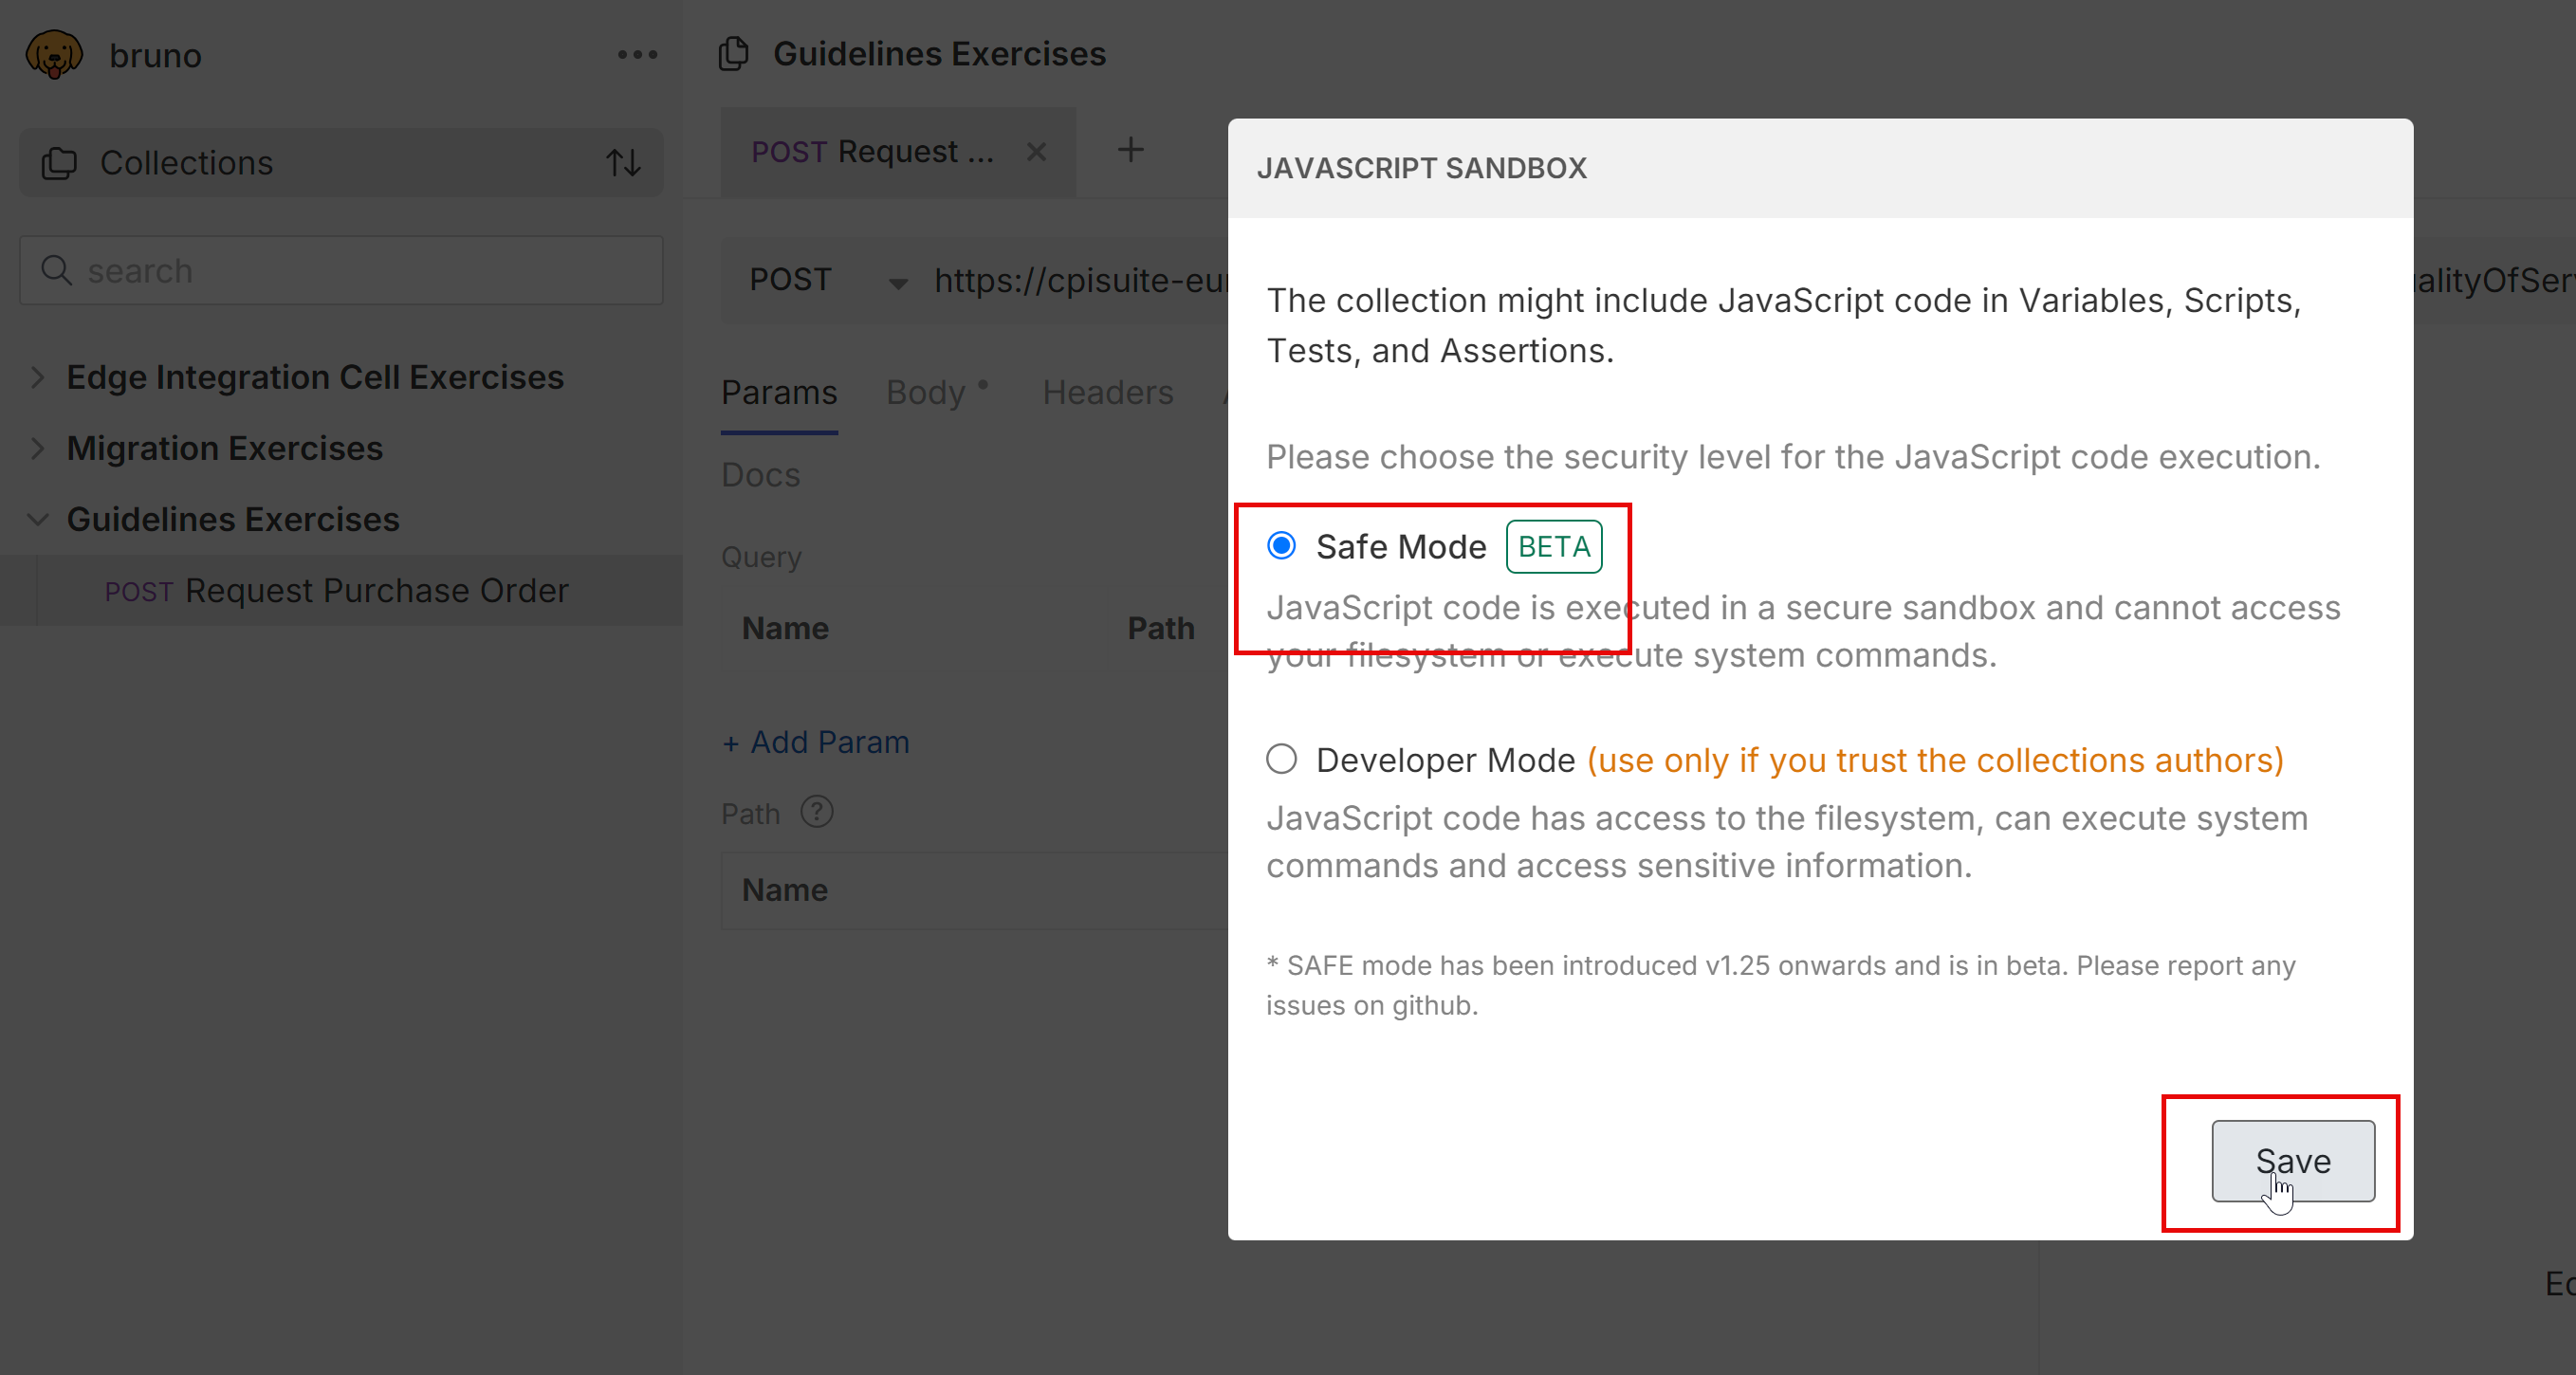 bruno
Collections
search
Edge Integration Cell Exercises
Migration Exercises
Guidelines Exercises
POST Request Purchase Order
Guidelines Exercises
POST Request ...
POST https://cpisuite-eur
alityOfSer
Params Body Headers
Docs
Query
Name Path
+ Add Param
Path ?
Name
JAVASCRIPT SANDBOX
The collection might include JavaScript code in Variables, Scripts,
Tests, and Assertions.
Please choose the security level for the JavaScript code execution.
Safe Mode BETA
JavaScript code is executed in a secure sandbox and cannot access
your filesystem or execute system commands.
Developer Mode (use only if you trust the collections authors)
JavaScript code has access to the filesystem, can execute system
commands and access sensitive information.
* SAFE mode has been introduced v1.25 onwards and is in beta. Please report any
issues on github.
Save